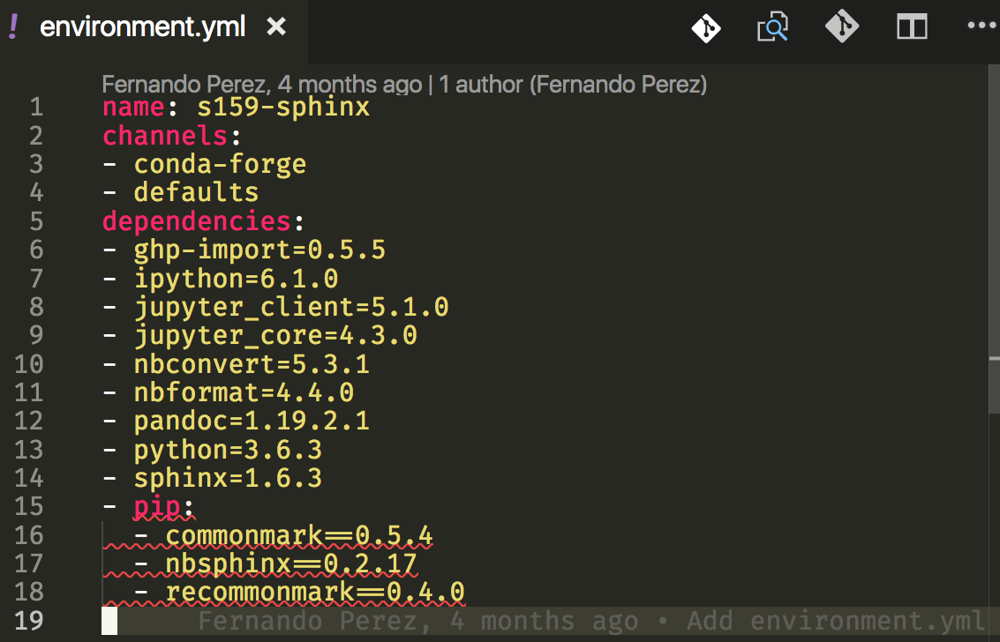 ! environment.yml ×
Fernando Perez, 4 months ago | 1 author (Fernando Perez)
1 name: s159-sphinx
2 channels:
3 - conda-forge
4 - defaults
5 dependencies:
6 - ghp-import=0.5.5
7 - ipython=6.1.0
8 - jupyter_client=5.1.0
9 - jupyter_core=4.3.0
10 - nbconvert=5.3.1
11 - nbformat=4.4.0
12 - pandoc=1.19.2.1
13 - python=3.6.3
14 - sphinx=1.6.3
15 - pip:
16   - commonmark==0.5.4
17   - nbsphinx==0.2.17
18   - recommonmark==0.4.0
19 Fernando Perez, 4 months ago • Add environment.yml